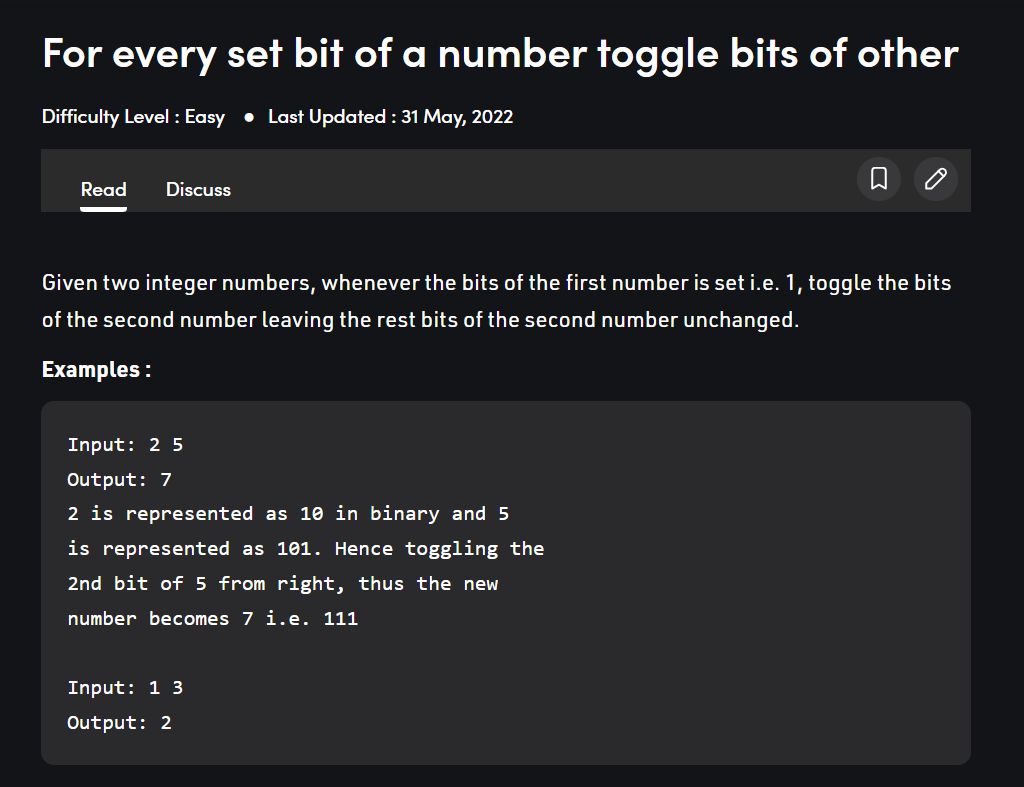 For every set bit of a number toggle bits of other
Difficulty Level : Easy ● Last Updated : 31 May, 2022
Read Discuss
Given two integer numbers, whenever the bits of the first number is set i.e. 1, toggle the bits
of the second number leaving the rest bits of the second number unchanged.
Examples :
Input: 2 5
Output: 7
2 is represented as 10 in binary and 5
is represented as 101. Hence toggling the
2nd bit of 5 from right, thus the new
number becomes 7 i.e. 111
Input: 1 3
Output: 2